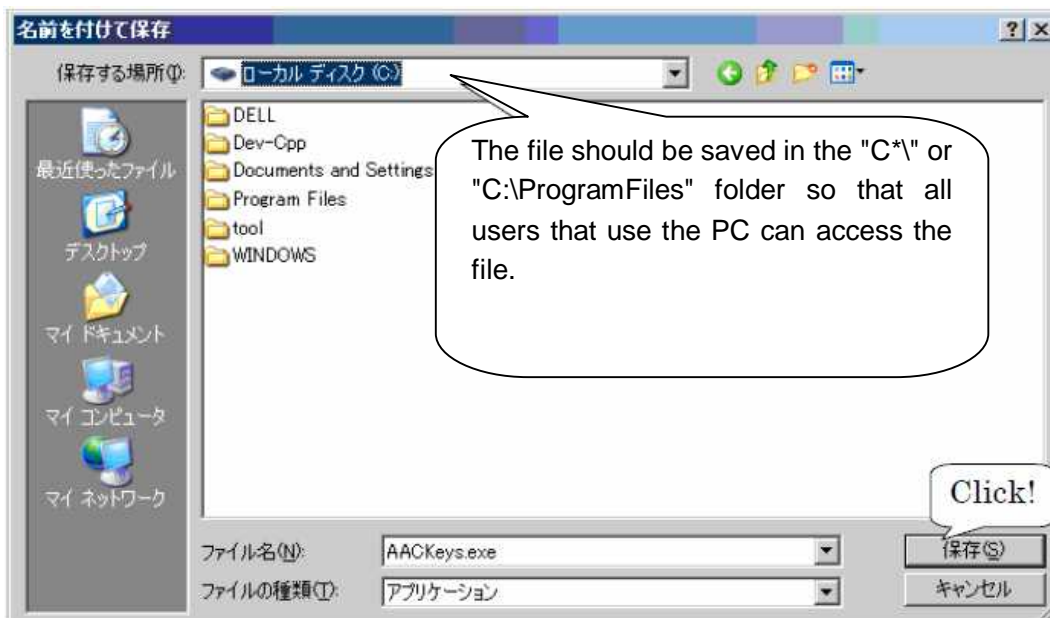 名前を付けて保存
保存する場所(I):
ローカル ディスク (C:)
最近使ったファイル
デスクトップ
マイ ドキュメント
マイ コンピュータ
マイ ネットワーク
DELL
Dev-Cpp
Documents and Settings
Program Files
tool
WINDOWS
The file should be saved in the "C*\" or
"C:\ProgramFiles" folder so that all
users that use the PC can access the
file.
Click!
ファイル名(N):
AACKeys.exe
保存(S)
ファイルの種類(T):
アプリケーション
キャンセル